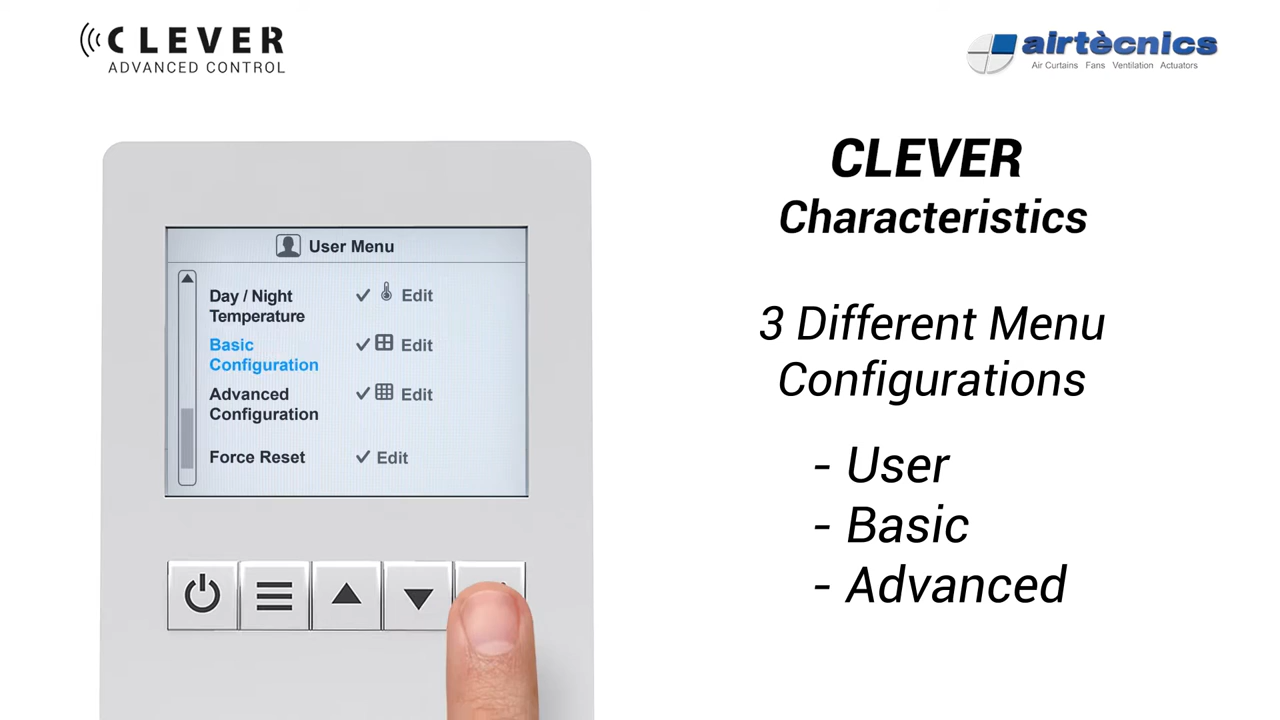 CLEVER
ADVANCED CONTROL
airtècnics
Air Curtains Fans Ventilation Actuators
CLEVER
Characteristics
3 Different Menu
Configurations
- User
- Basic
- Advanced
User Menu
Day / Night
Temperature
Edit
Basic
Configuration
Edit
Advanced
Configuration
Edit
Force Reset
Edit